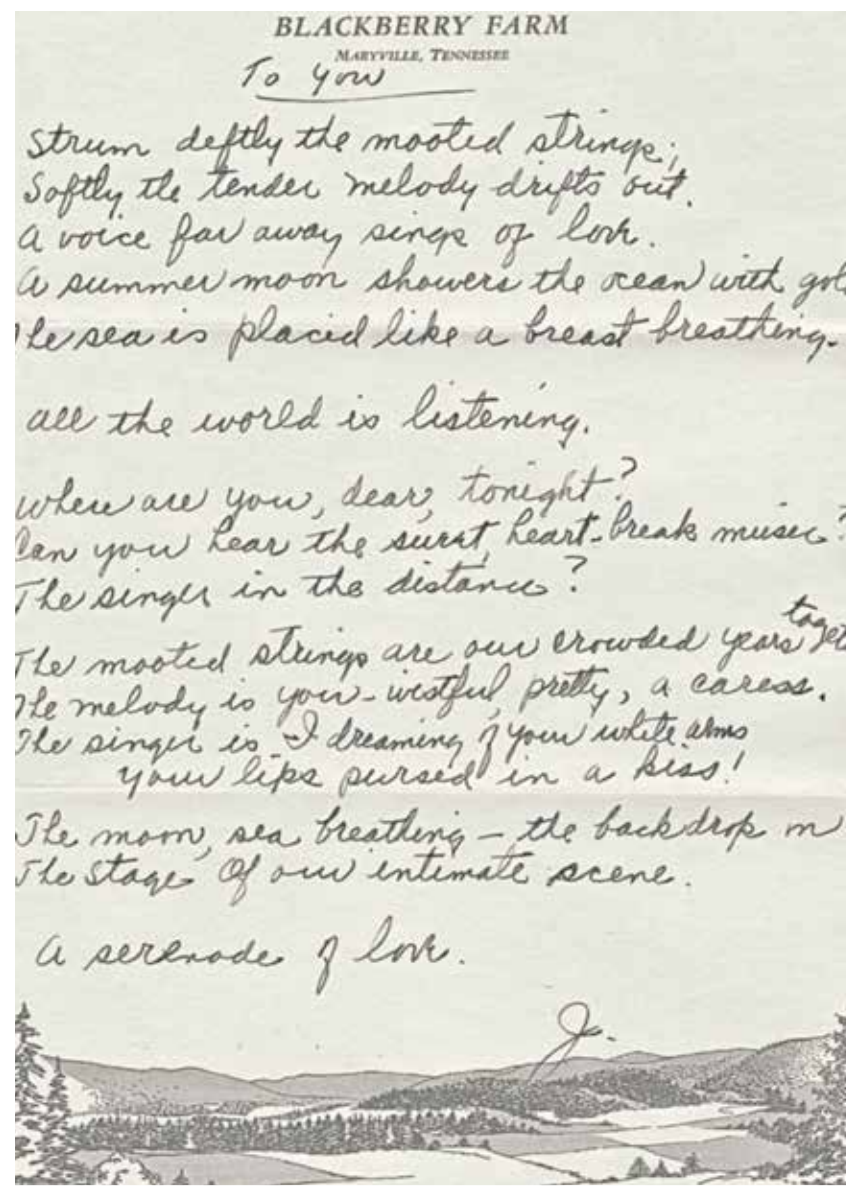 BLACKBERRY FARM
MARYVILLE, TENNESSEE
To You
Strum deftly the mooted strings;
Softly the tender melody drifts out.
A voice far away sings of love.
A summer moon showers the ocean with gol
The sea is placid like a breast breathing.
All the world is listening.
Where are you, dear, tonight?
Can you hear the sweet, heart-break music?
The singer in the distance?
The mooted strings are our crowded years toget
The melody is you - wistful, pretty, a caress.
The singer is I dreaming of your white arms
your lips pursed in a kiss!
The moon, sea breathing - the backdrop on
The stage Of our intimate scene.
A serenade of love.